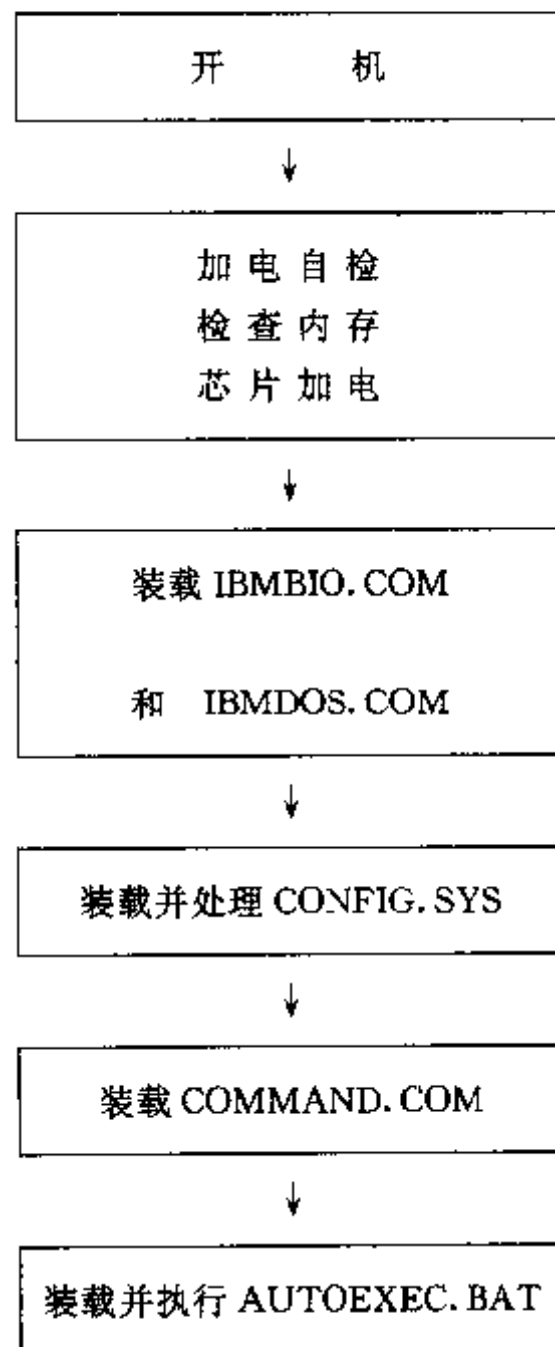 开 机
加电自检
检查内存
芯片加电
装载 IBMBIO.COM
和 IBMDOS.COM
装载并处理 CONFIG.SYS
装载 COMMAND.COM
装载并执行 AUTOEXEC.BAT